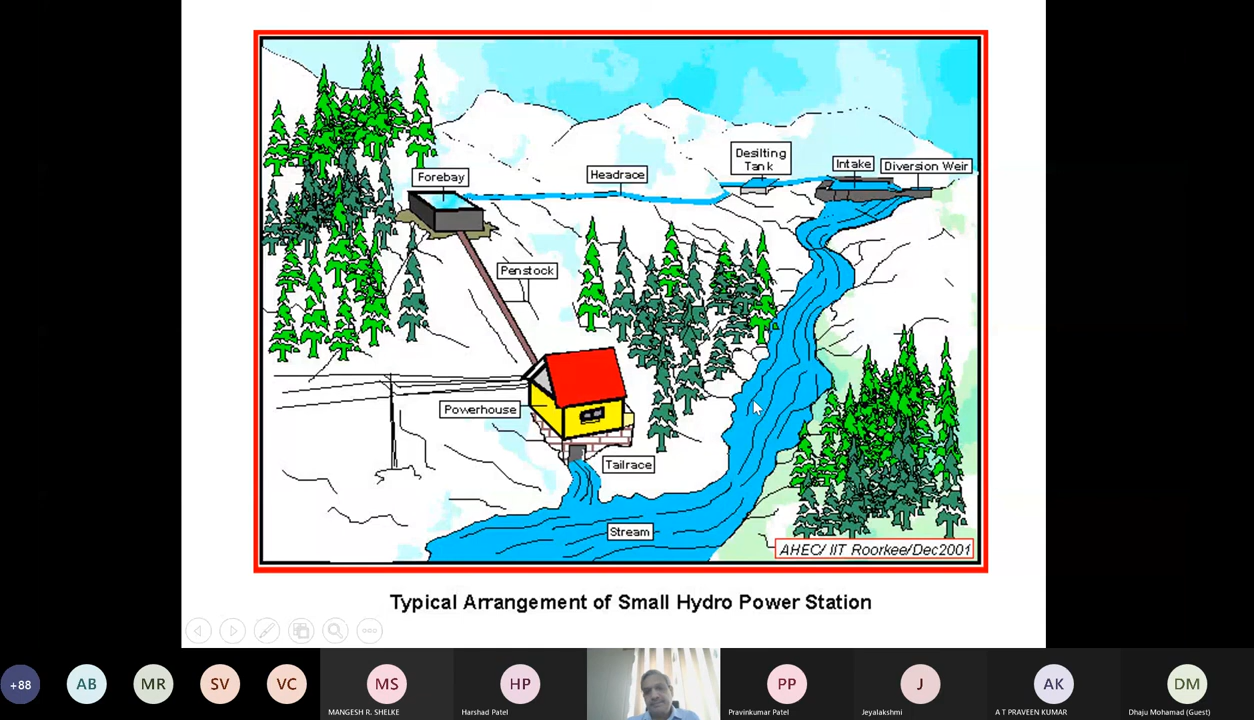 Desilting
Tank
Intake
Diversion Weir
Forebay
Headrace
Penstock
Powerhouse
Tailrace
Stream
AHEC/ IIT Roorkee/Dec2001
Typical Arrangement of Small Hydro Power Station
+88
AB
MR
SV
VC
MS
HP
PP
J
AK
DM
MANGESH R. SHELKE
Harshad Patel
Pravinkumar Patel
Jeyalakshmi
A T PRAVEEN KUMAR
Dhaju Mohamad (Guest)